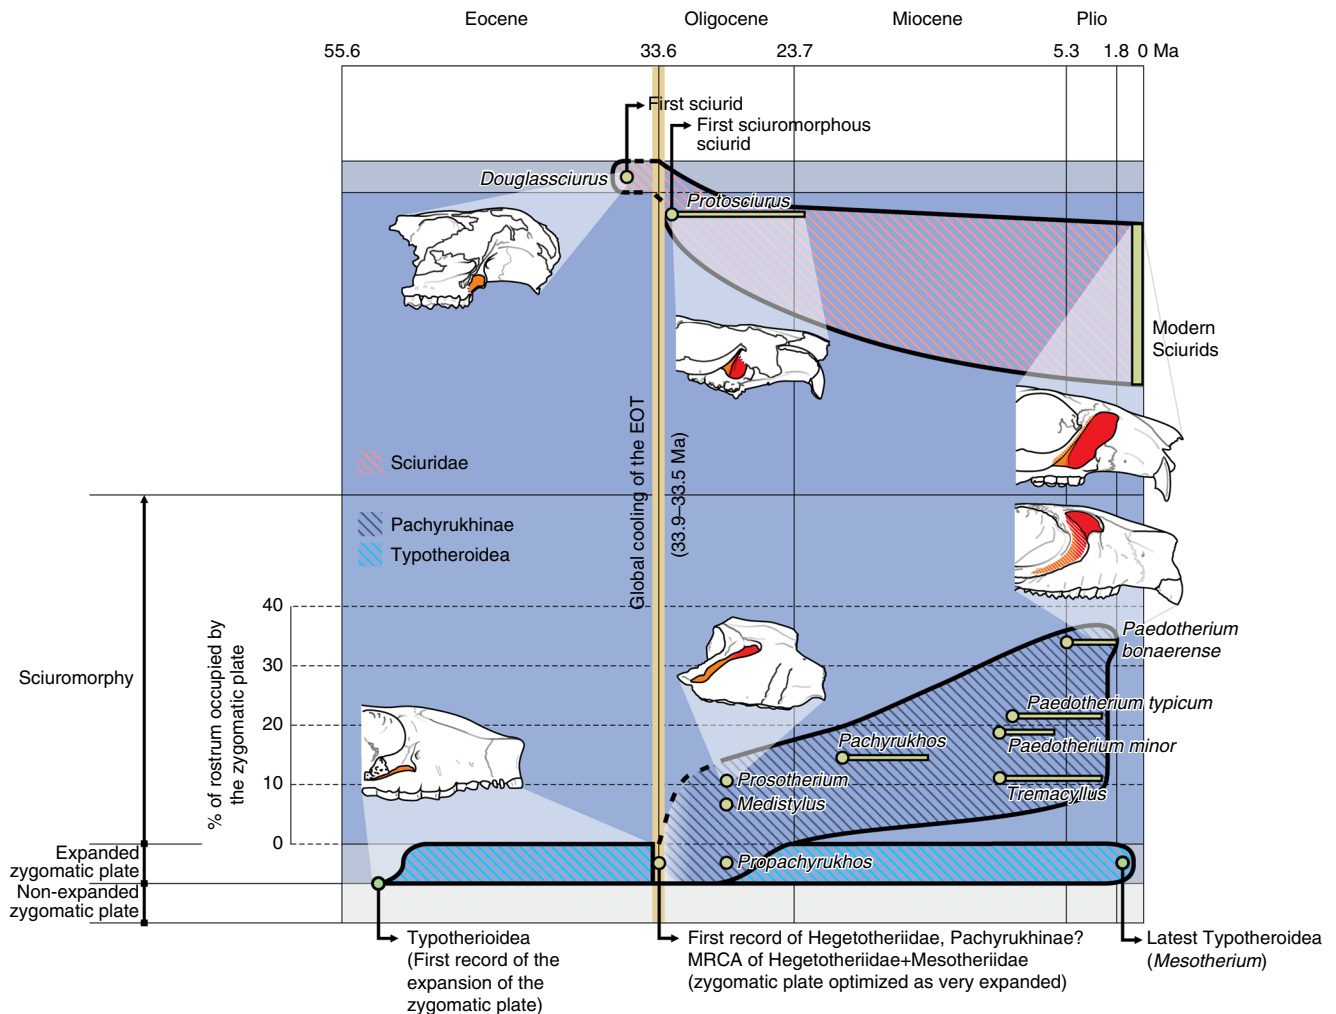 Eocene Oligocene Miocene Plio
55.6 33.6 23.7 5.3 1.8 0 Ma
First sciurid
First sciuromorphous
sciurid
Douglassciurus
Protosciurus
Modern
Sciurids
Global cooling of the EOT
(33.9–33.5 Ma)
Sciuridae
Pachyrukhinae
Typotheroidea
Sciuromorphy
Expanded
zygomatic plate
Non-expanded
zygomatic plate
% of rostrum occupied by
the zygomatic plate
40
30
20
10
0
Paedotherium
bonaerense
Paedotherium typicum
Paedotherium minor
Pachyrukhos
Tremacyllus
Prosotherium
Medistylus
Propachyrukhos
Typotherioidea
(First record of the
expansion of the
zygomatic plate)
First record of Hegetotheriidae, Pachyrukhinae?
MRCA of Hegetotheriidae+Mesotheriidae
(zygomatic plate optimized as very expanded)
Latest Typotheroidea
(Mesotherium)